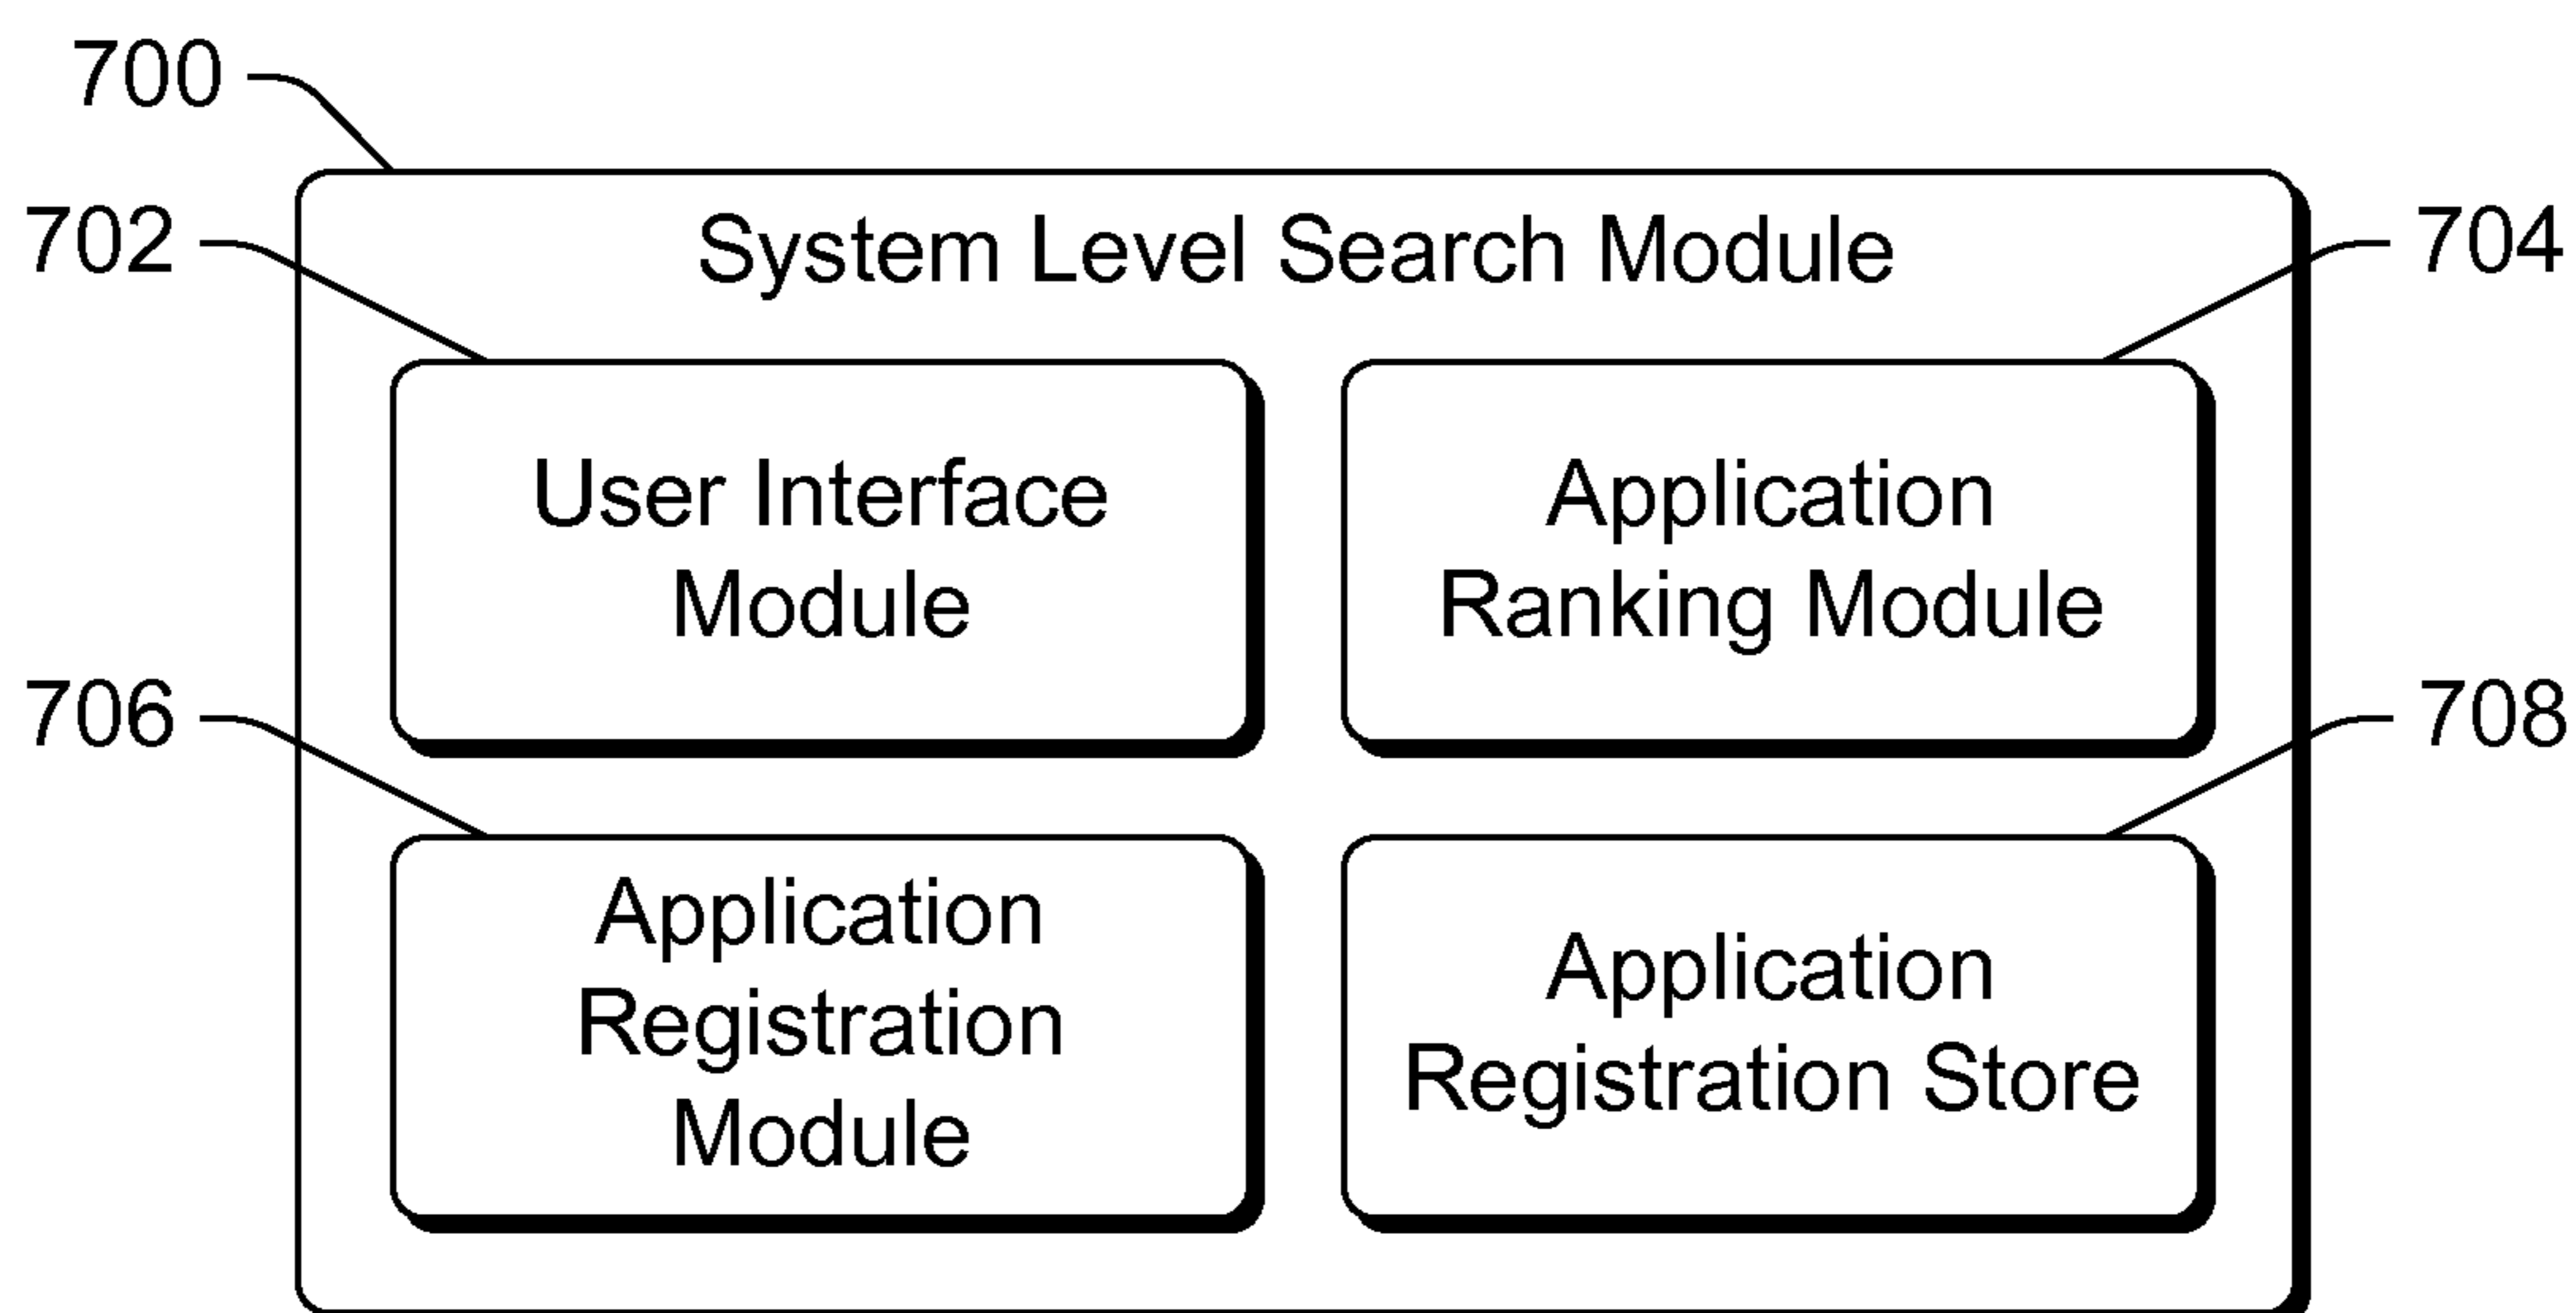 700
702
System Level Search Module
704
User Interface
Module
Application
Ranking Module
706
708
Application
Registration
Module
Application
Registration Store